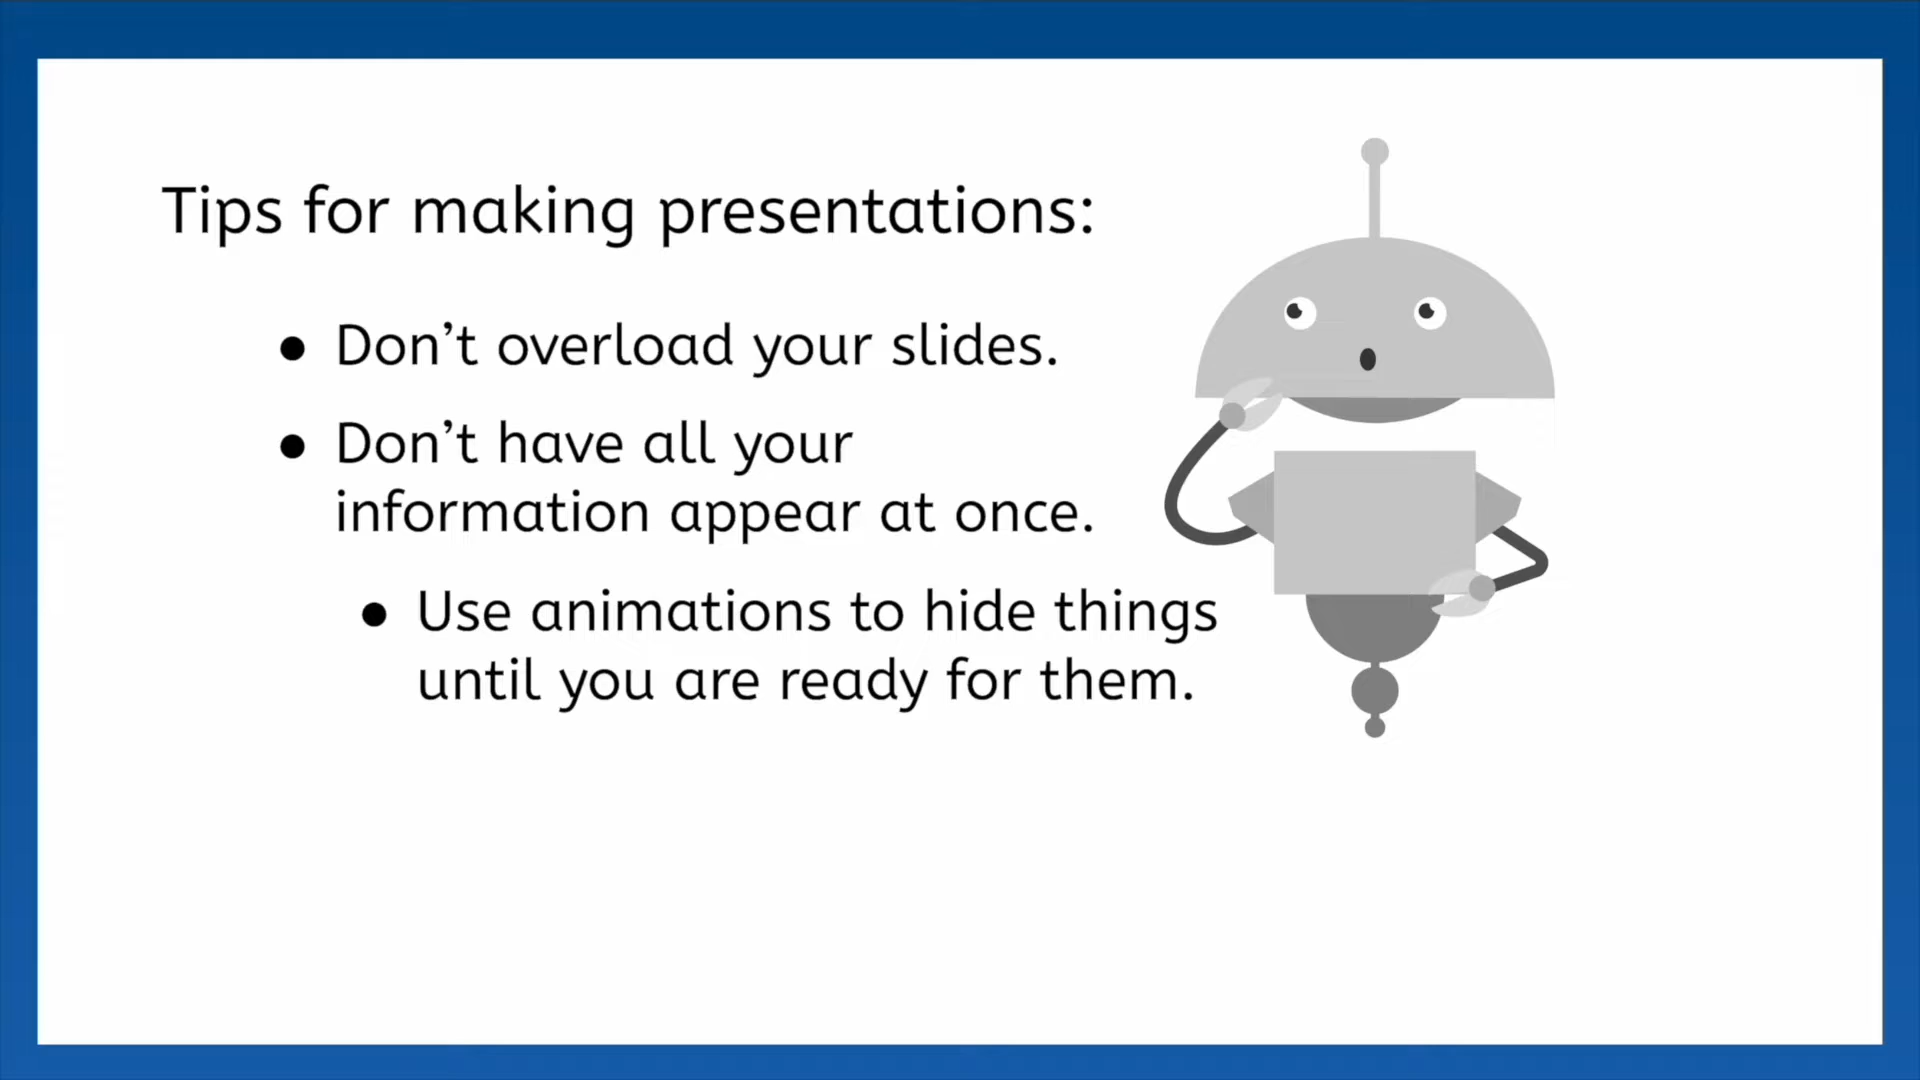 Tips for making presentations:
● Don’t overload your slides.
● Don’t have all your
information appear at once.
● Use animations to hide things
until you are ready for them.